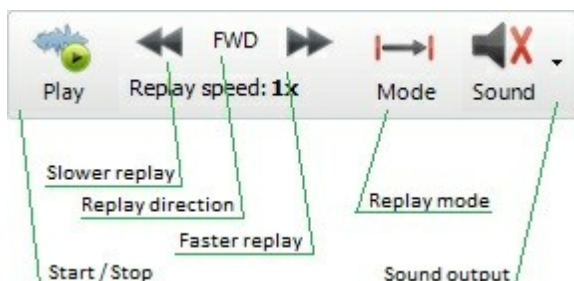 FWD
Play
Replay speed: 1x
Mode
Sound
Slower replay
Replay direction
Replay mode
Faster replay
Start / Stop
Sound output